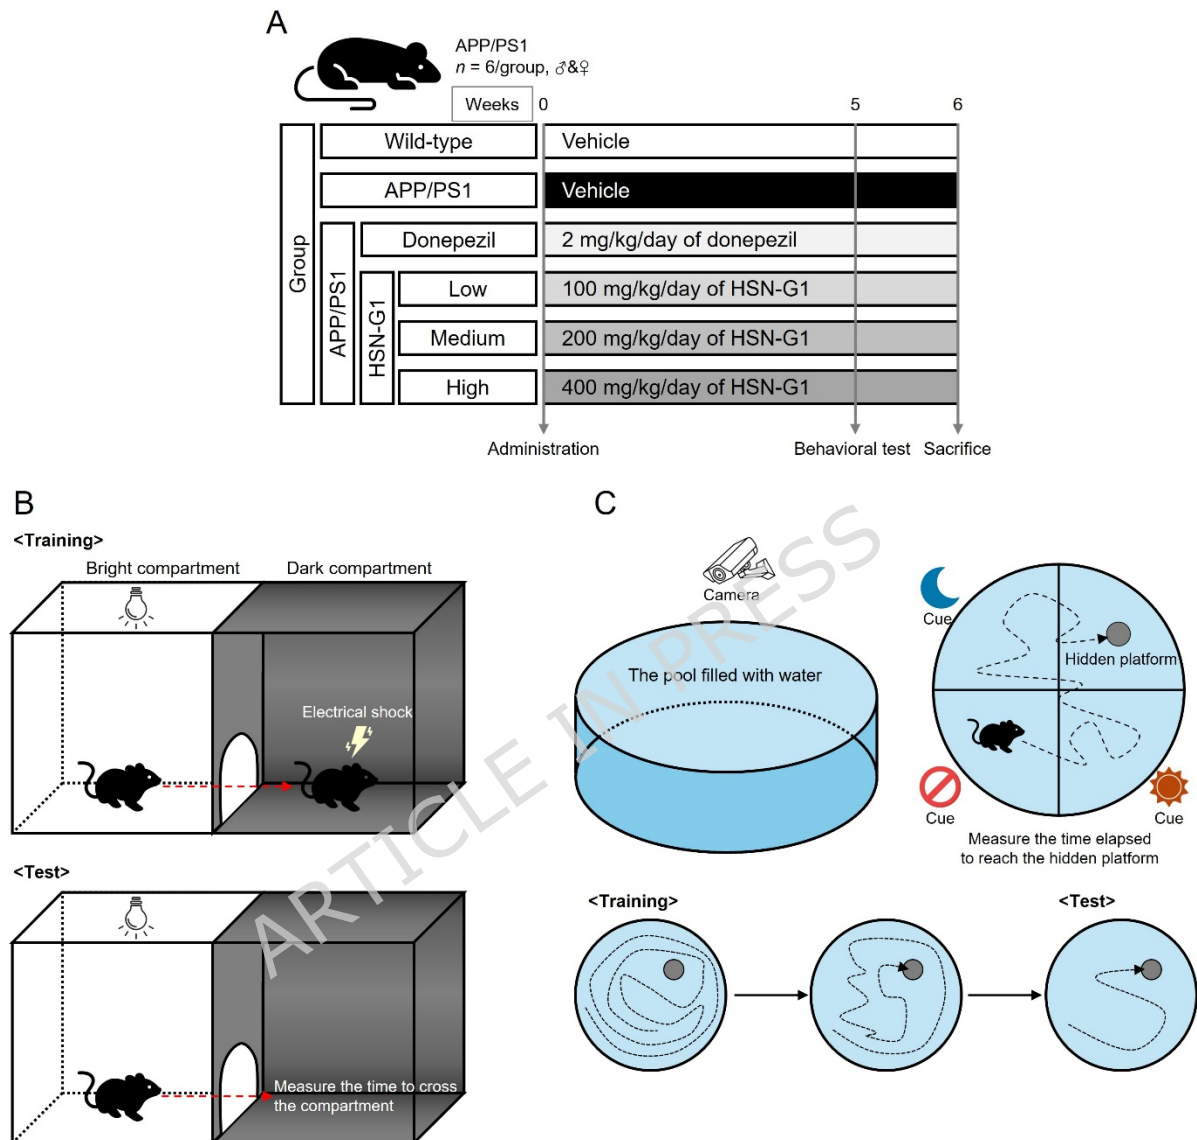 A
APP/PS1
n = 6/group, ♂&♀
Weeks
0
5
6
Group
Wild-type
Vehicle
APP/PS1
Vehicle
APP/PS1
Donepezil
2 mg/kg/day of donepezil
HSN-G1
Low
100 mg/kg/day of HSN-G1
Medium
200 mg/kg/day of HSN-G1
High
400 mg/kg/day of HSN-G1
Administration
Behavioral test
Sacrifice
B
<Training>
Bright compartment
Dark compartment
Electrical shock
<Test>
Measure the time to cross
the compartment
C
Camera
The pool filled with water
Cue
Hidden platform
Cue
Cue
Measure the time elapsed
to reach the hidden platform
<Training>
<Test>
ARTICLE IN PRESS